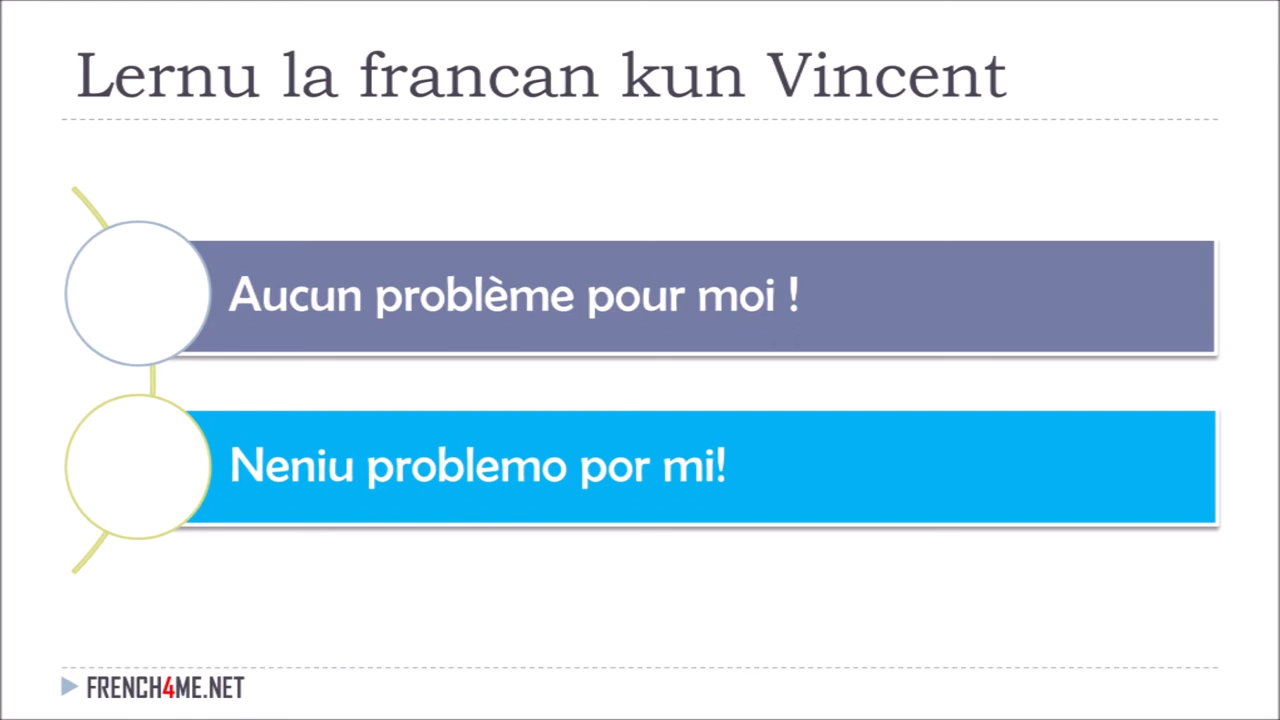 Lernu la francan kun Vincent
Aucun problème pour moi !
Neniu problemo por mi!
FRENCH4ME.NET